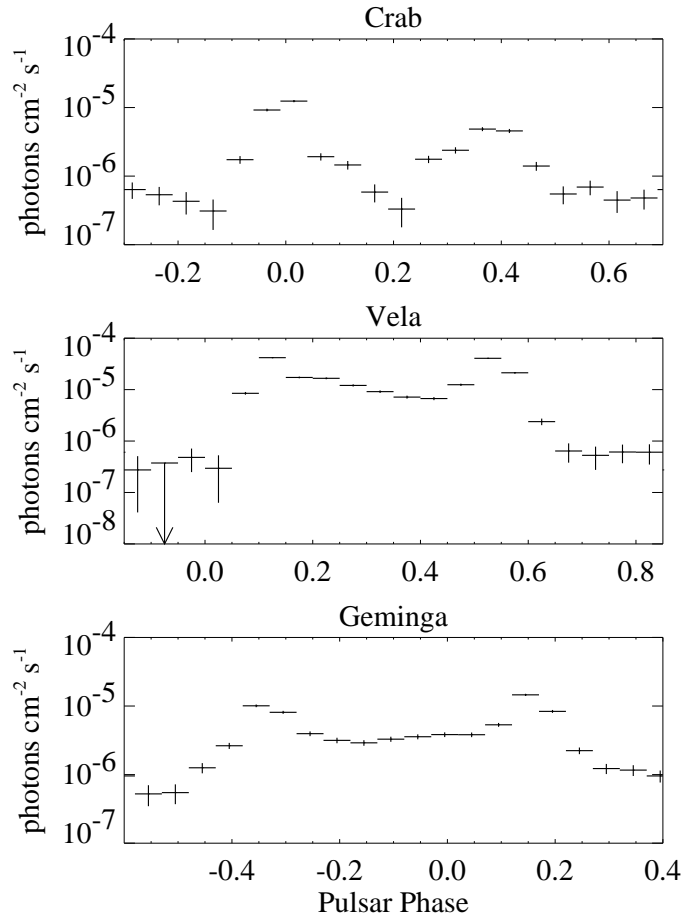 Crab
photons cm⁻² s⁻¹
10⁻⁴
10⁻⁵
10⁻⁶
10⁻⁷
-0.2 0.0 0.2 0.4 0.6
Vela
photons cm⁻² s⁻¹
10⁻⁴
10⁻⁵
10⁻⁶
10⁻⁷
10⁻⁸
0.0 0.2 0.4 0.6 0.8
Geminga
photons cm⁻² s⁻¹
10⁻⁴
10⁻⁵
10⁻⁶
10⁻⁷
-0.4 -0.2 0.0 0.2 0.4
Pulsar Phase